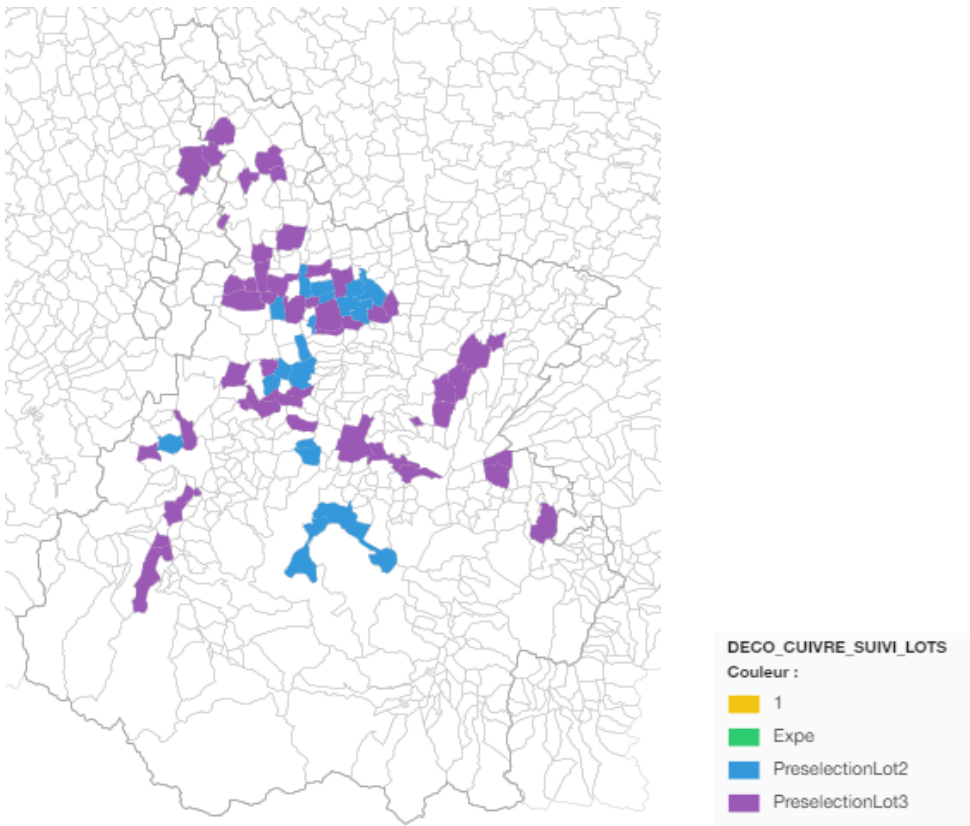 DECO_CUIVRE_SUIVI_LOTS
Couleur :
1
Expe
PreselectionLot2
PreselectionLot3